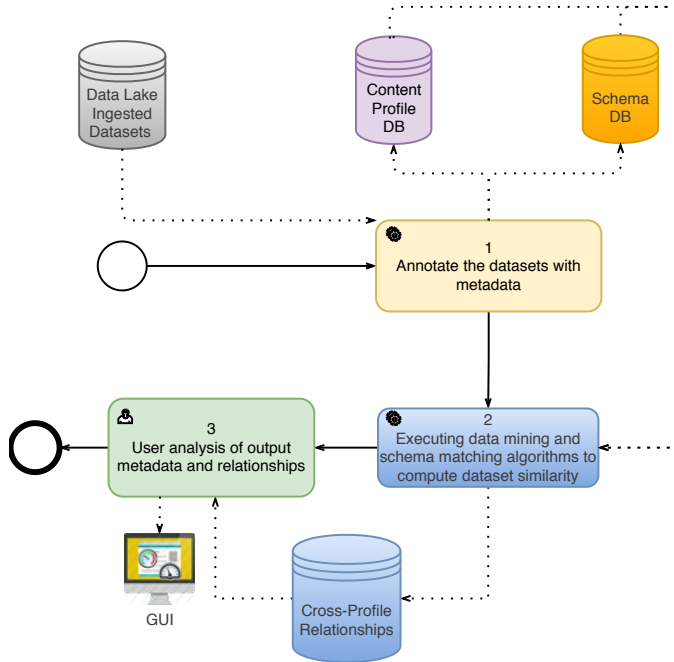 Data Lake
Ingested
Datasets
Content
Profile
DB
Schema
DB
1
Annotate the datasets with
metadata
2
Executing data mining and
schema matching algorithms to
compute dataset similarity
3
User analysis of output
metadata and relationships
GUI
Cross-Profile
Relationships